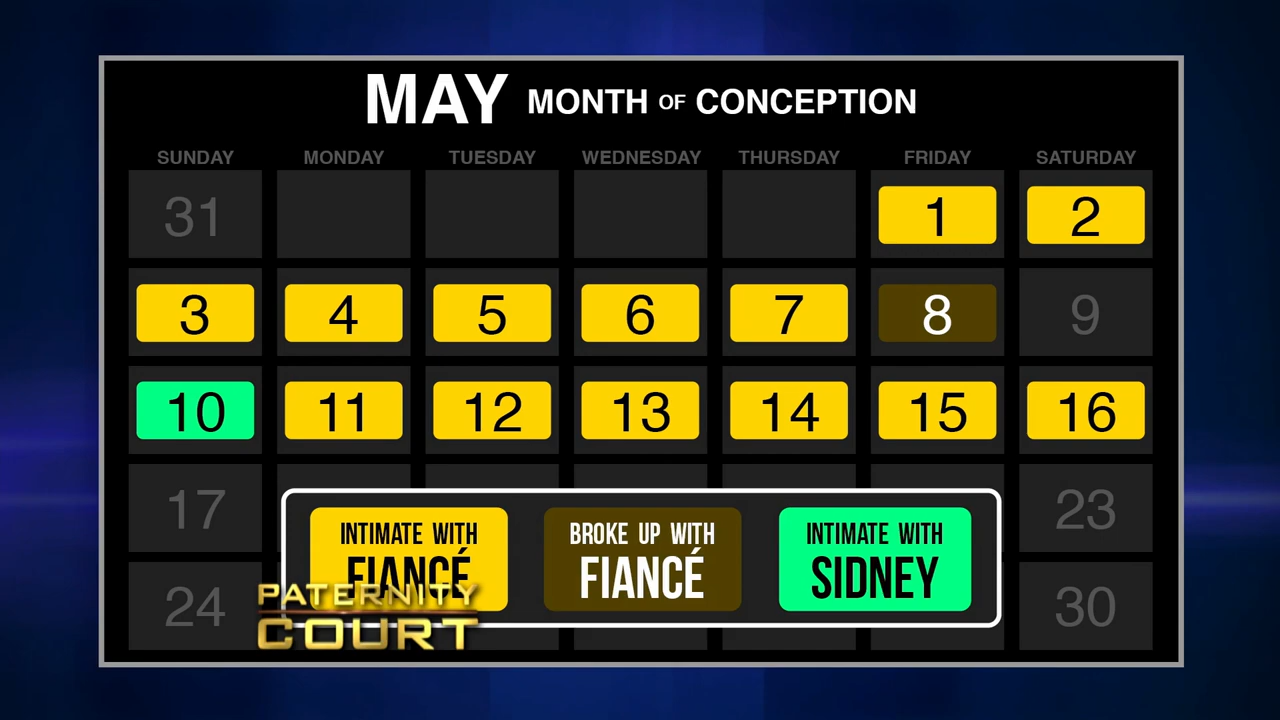 MAY MONTH OF CONCEPTION
SUNDAY MONDAY TUESDAY WEDNESDAY THURSDAY FRIDAY SATURDAY
31 1 2
3 4 5 6 7 8 9
10 11 12 13 14 15 16
17 23
24 30
INTIMATE WITH
FIANCÉ
BROKE UP WITH
FIANCÉ
INTIMATE WITH
SIDNEY
PATERNITY
COURT